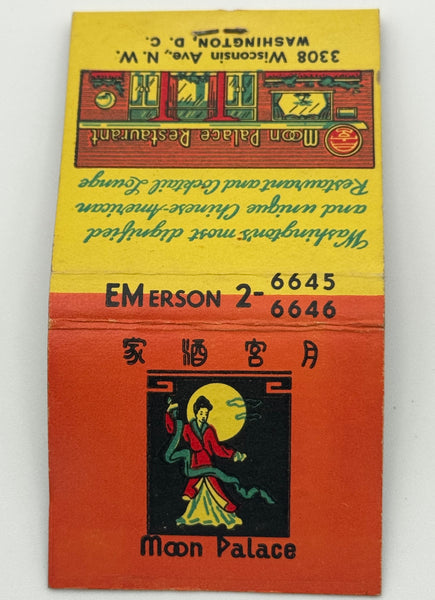 3308 Wisconsin Ave., N. W.
WASHINGTON, D. C.
宮
Moon Palace Restaurant
Washington's most dignified
and unique Chinese-American
Restaurant and Cocktail Lounge
EMERSON 2-6645
6646
家 酒 宮 月
Moon Palace